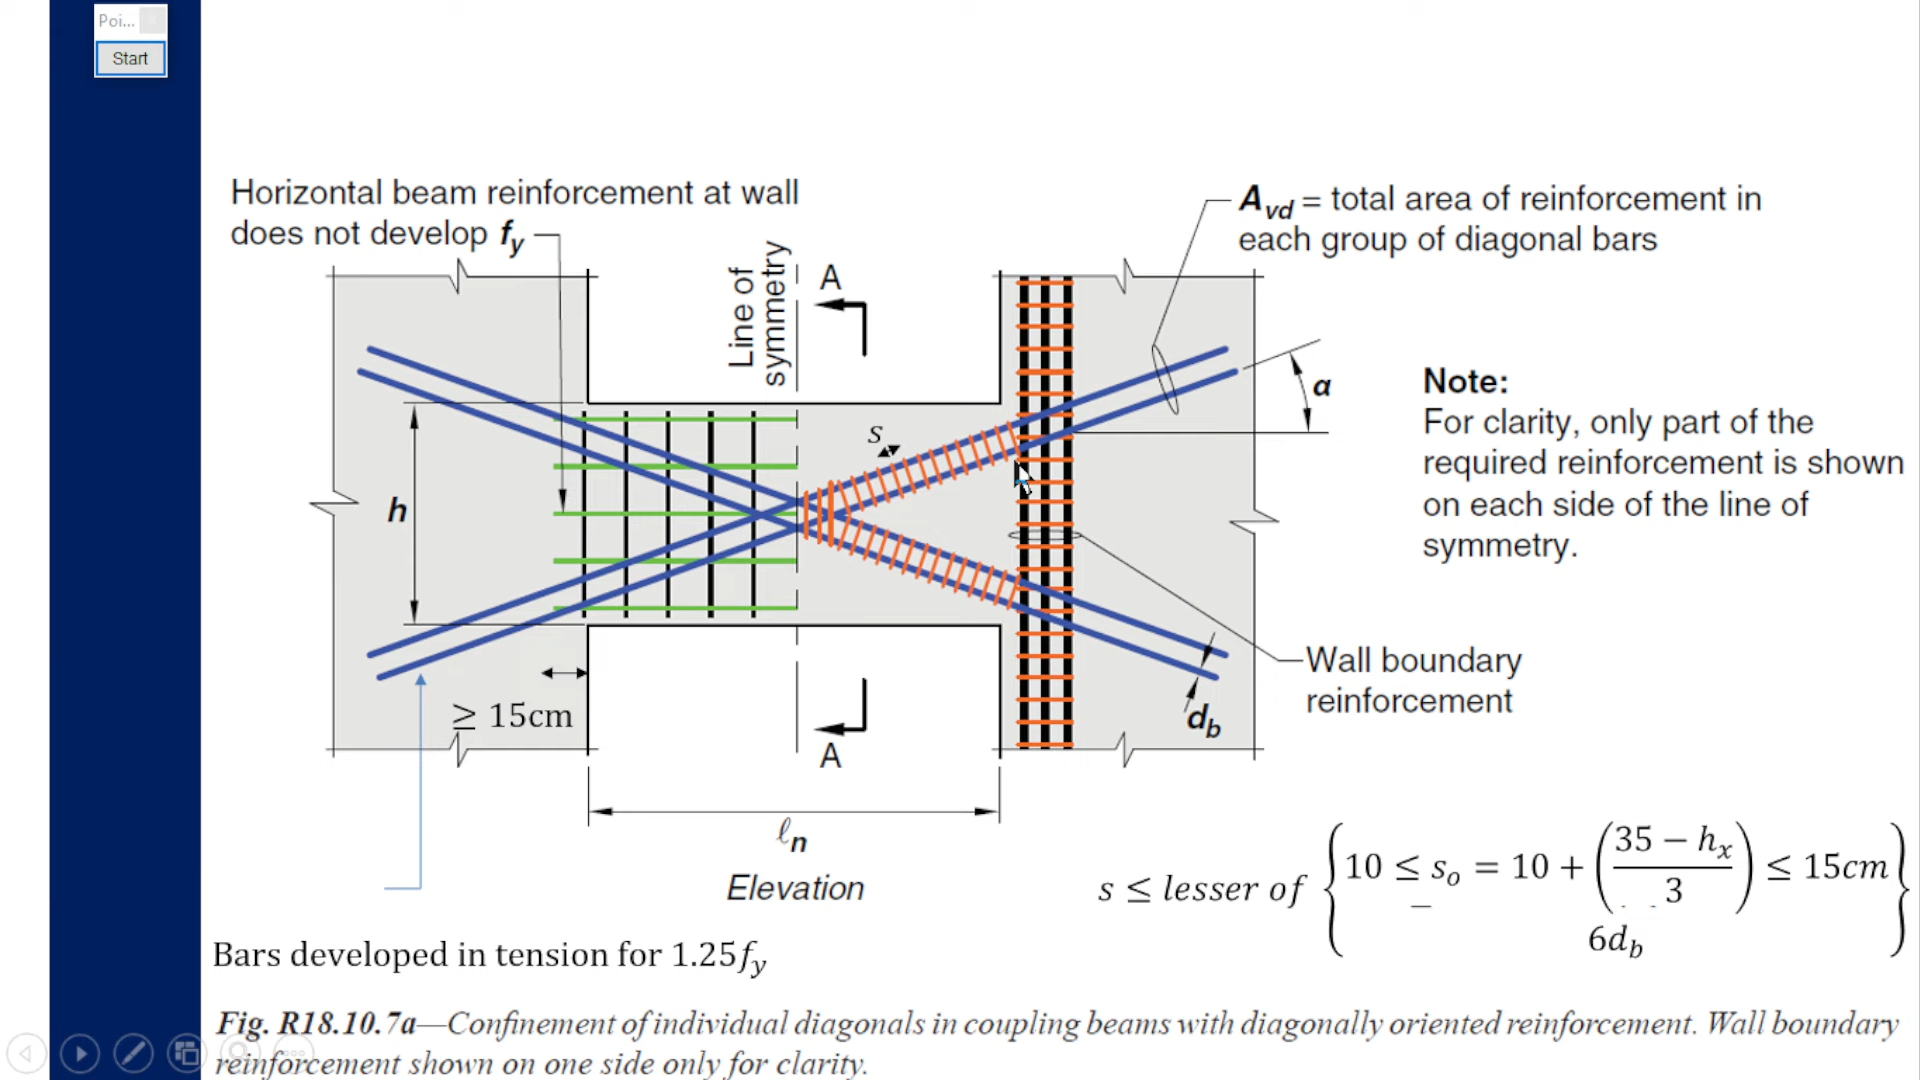 Poi...
Start
Horizontal beam reinforcement at wall
does not develop fy
Line of
symmetry
A
Avd = total area of reinforcement in
each group of diagonal bars
α
S
h
Note:
For clarity, only part of the
required reinforcement is shown
on each side of the line of
symmetry.
Wall boundary
reinforcement
≥ 15cm
db
A
ℓn
Elevation
s ≤ lesser of { 10 ≤ so = 10 + ((35 − hx)/3) ≤ 15cm
6db }
Bars developed in tension for 1.25fy
Fig. R18.10.7a—Confinement of individual diagonals in coupling beams with diagonally oriented reinforcement. Wall boundary
reinforcement shown on one side only for clarity.